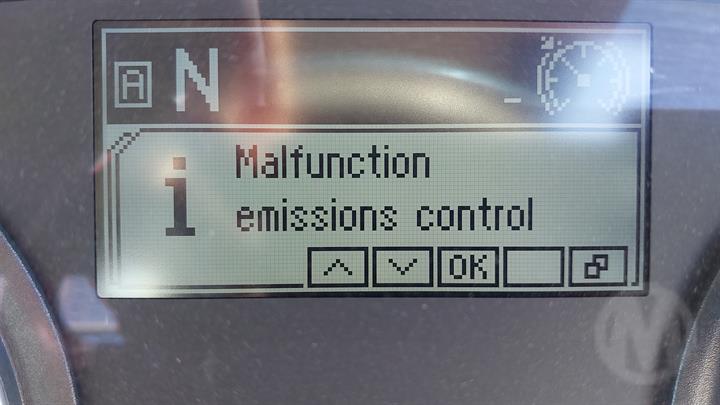 A N
i
Malfunction
emissions control
OK
M